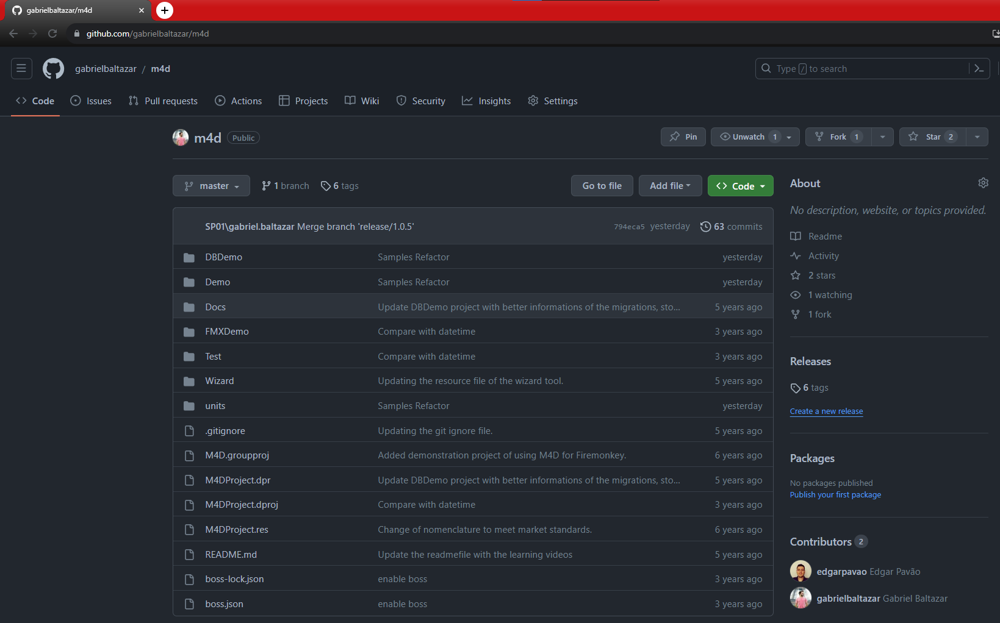 gabrielbaltazar/m4d
github.com/gabrielbaltazar/m4d
gabrielbaltazar / m4d
Type / to search
Code Issues Pull requests Actions Projects Wiki Security Insights Settings
m4d Public
Pin Unwatch 1 Fork 1 Star 2
master 1 branch 6 tags Go to file Add file Code
SP01\gabriel.baltazar Merge branch 'release/1.0.5' 794eca5 yesterday 63 commits
DBDemo Samples Refactor yesterday
Demo Samples Refactor yesterday
Docs Update DBDemo project with better informations of the migrations, sto... 5 years ago
FMXDemo Compare with datetime 3 years ago
Test Compare with datetime 3 years ago
Wizard Updating the resource file of the wizard tool. 5 years ago
units Samples Refactor yesterday
.gitignore Updating the git ignore file. 5 years ago
M4D.groupproj Added demonstration project of using M4D for Firemonkey. 6 years ago
M4DProject.dpr Update DBDemo project with better informations of the migrations, sto... 5 years ago
M4DProject.dproj Compare with datetime 3 years ago
M4DProject.res Change of nomenclature to meet market standards. 6 years ago
README.md Update the readmefile with the learning videos 5 years ago
boss-lock.json enable boss 3 years ago
boss.json enable boss 3 years ago
About
No description, website, or topics provided.
Readme
Activity
2 stars
1 watching
1 fork
Releases
6 tags
Create a new release
Packages
No packages published
Publish your first package
Contributors 2
edgarpavao Edgar Pavão
gabrielbaltazar Gabriel Baltazar